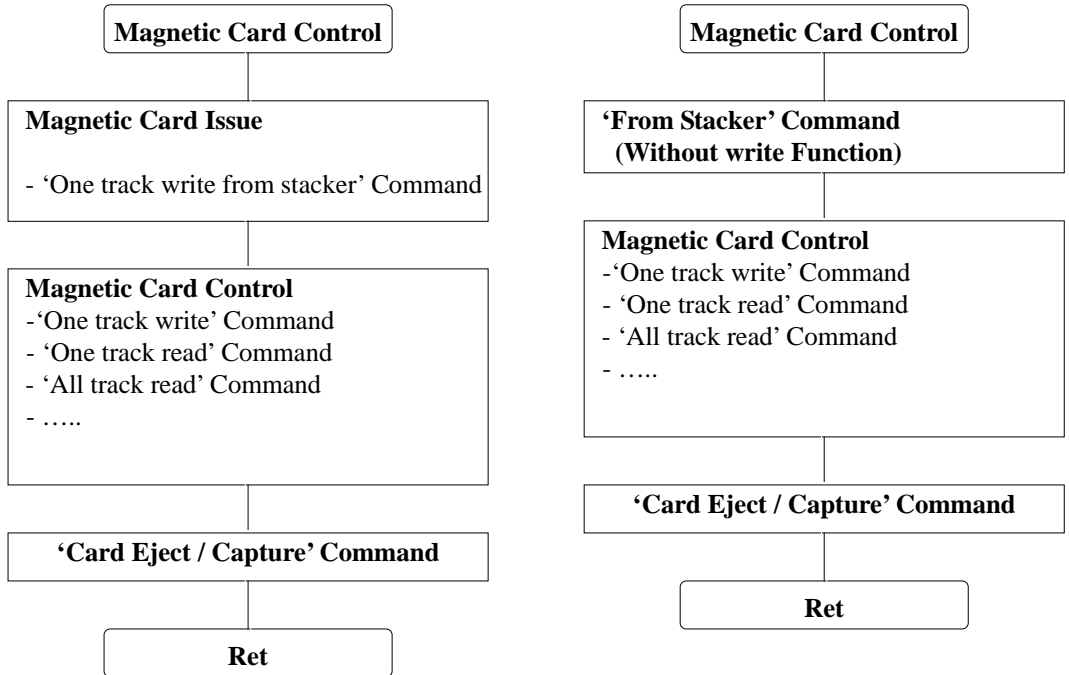 Magnetic Card Control
Magnetic Card Issue
- ‘One track write from stacker’ Command
Magnetic Card Control
-‘One track write’ Command
- ‘One track read’ Command
- ‘All track read’ Command
- …..
‘Card Eject / Capture’ Command
Ret
Magnetic Card Control
‘From Stacker’ Command
(Without write Function)
Magnetic Card Control
-‘One track write’ Command
- ‘One track read’ Command
- ‘All track read’ Command
- …..
‘Card Eject / Capture’ Command
Ret